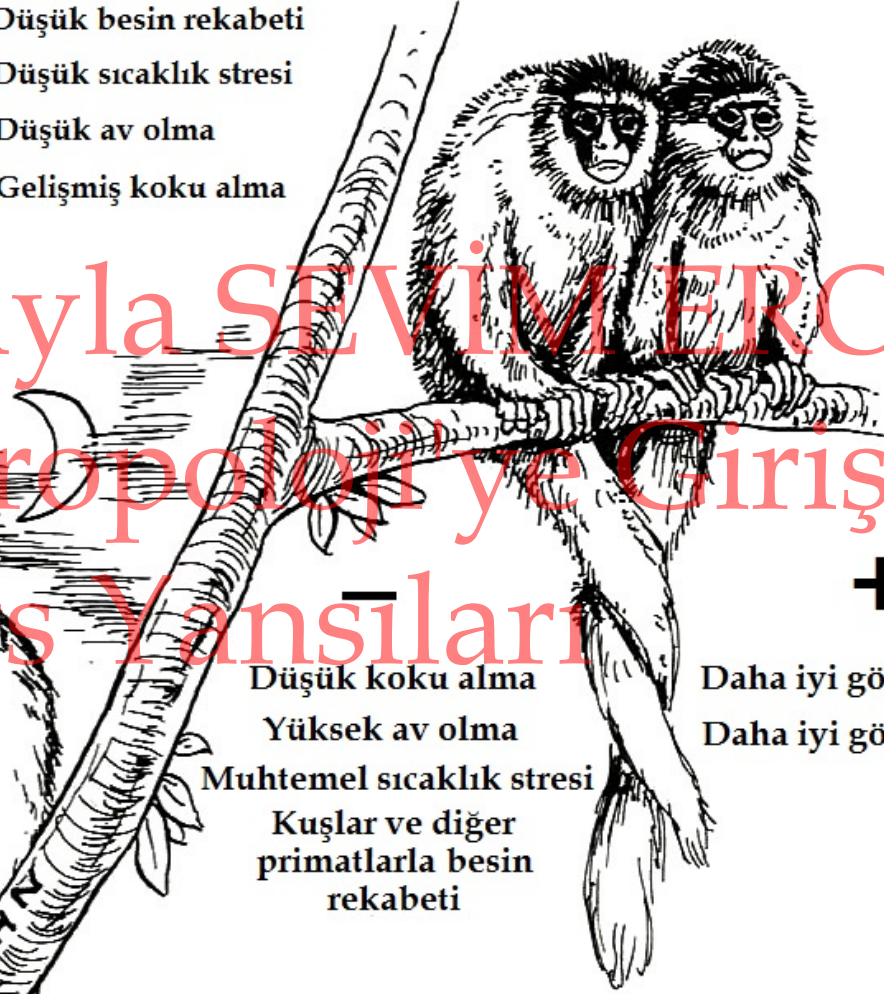 Düşük besin rekabeti
Düşük sıcaklık stresi
Düşük av olma
Gelişmiş koku alma
yla SEVİM ERC
ropoloji'ye Giriş
s Yansıları
–
+
Düşük koku alma
Yüksek av olma
Muhtemel sıcaklık stresi
Kuşlar ve diğer
primatlarla besin
rekabeti
Daha iyi gö
Daha iyi gö